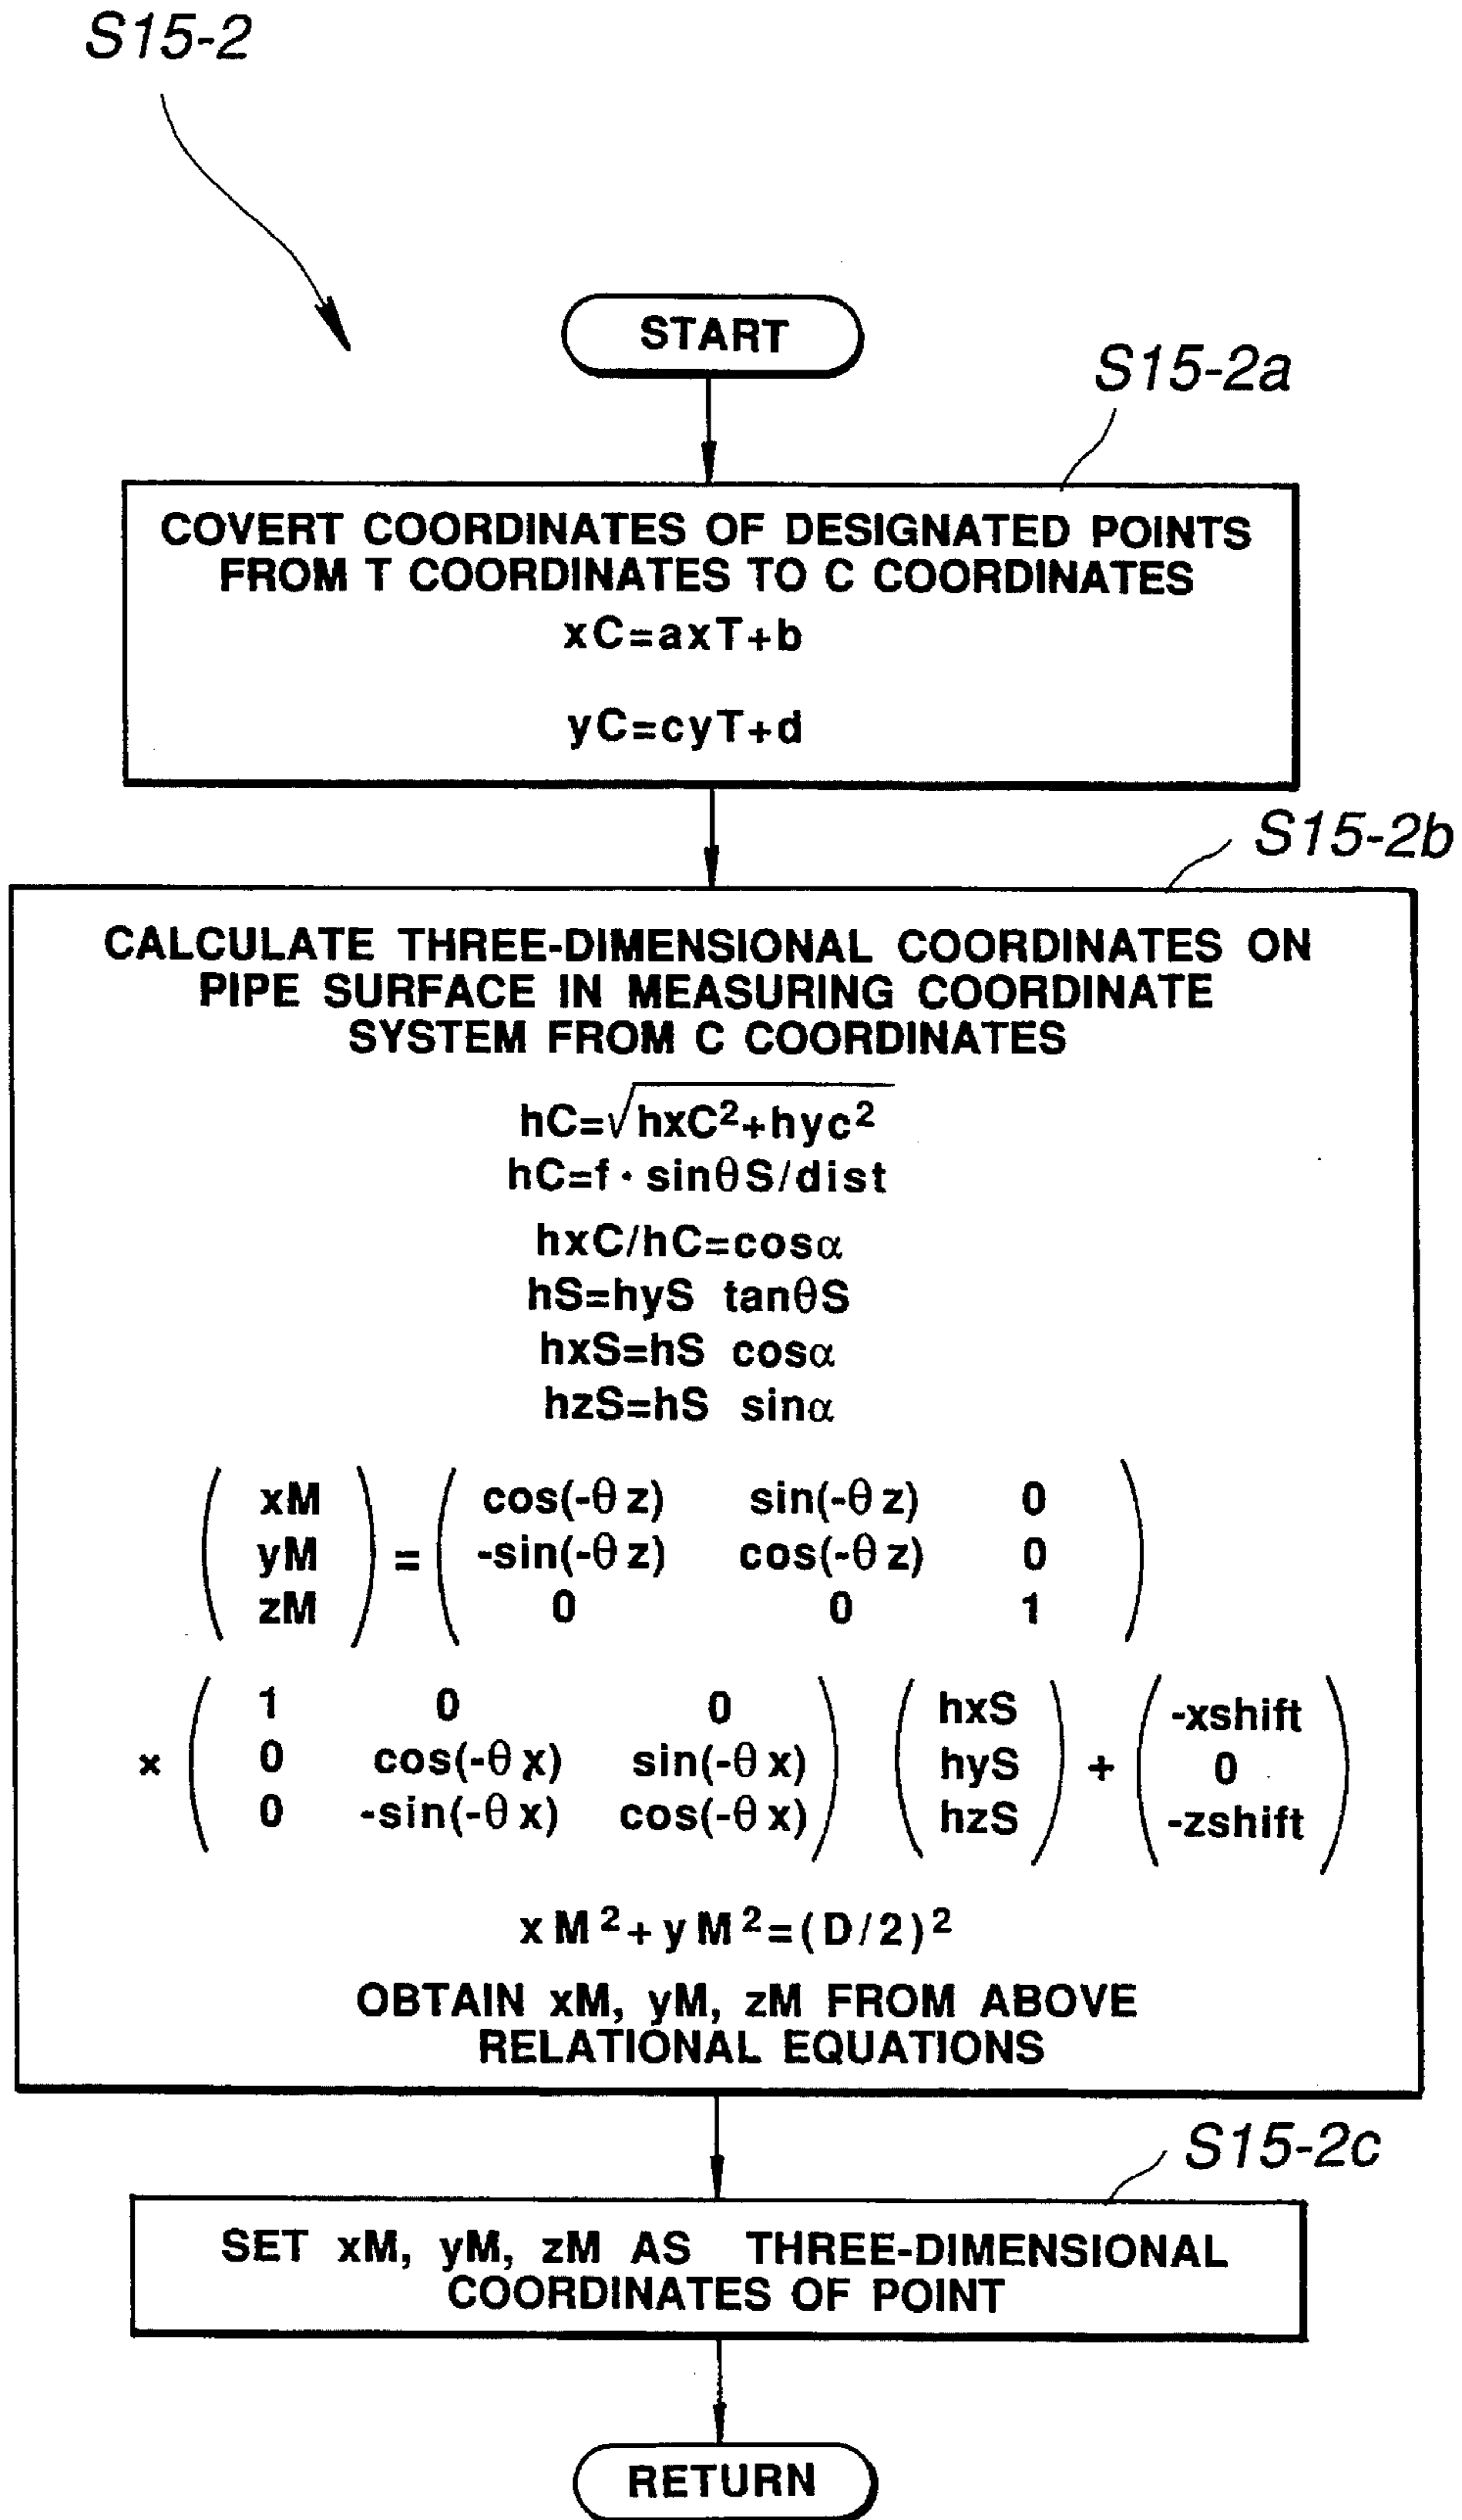 S15-2
START
S15-2a
COVERT COORDINATES OF DESIGNATED POINTS
FROM T COORDINATES TO C COORDINATES
xC=axT+b
yC=cyT+d
S15-2b
CALCULATE THREE-DIMENSIONAL COORDINATES ON
PIPE SURFACE IN MEASURING COORDINATE
SYSTEM FROM C COORDINATES
hC=√hxC²+hyc²
hC=f·sinθS/dist
hxC/hC=cosα
hS=hyS tanθS
hxS=hS cosα
hzS=hS sinα
xM cos(-θz) sin(-θz) 0
yM = -sin(-θz) cos(-θz) 0
zM 0 0 1
1 0 0 hxS -xshift
× 0 cos(-θx) sin(-θx) hyS + 0
0 -sin(-θx) cos(-θx) hzS -zshift
xM²+yM²=(D/2)²
OBTAIN xM, yM, zM FROM ABOVE
RELATIONAL EQUATIONS
S15-2c
SET xM, yM, zM AS THREE-DIMENSIONAL
COORDINATES OF POINT
RETURN